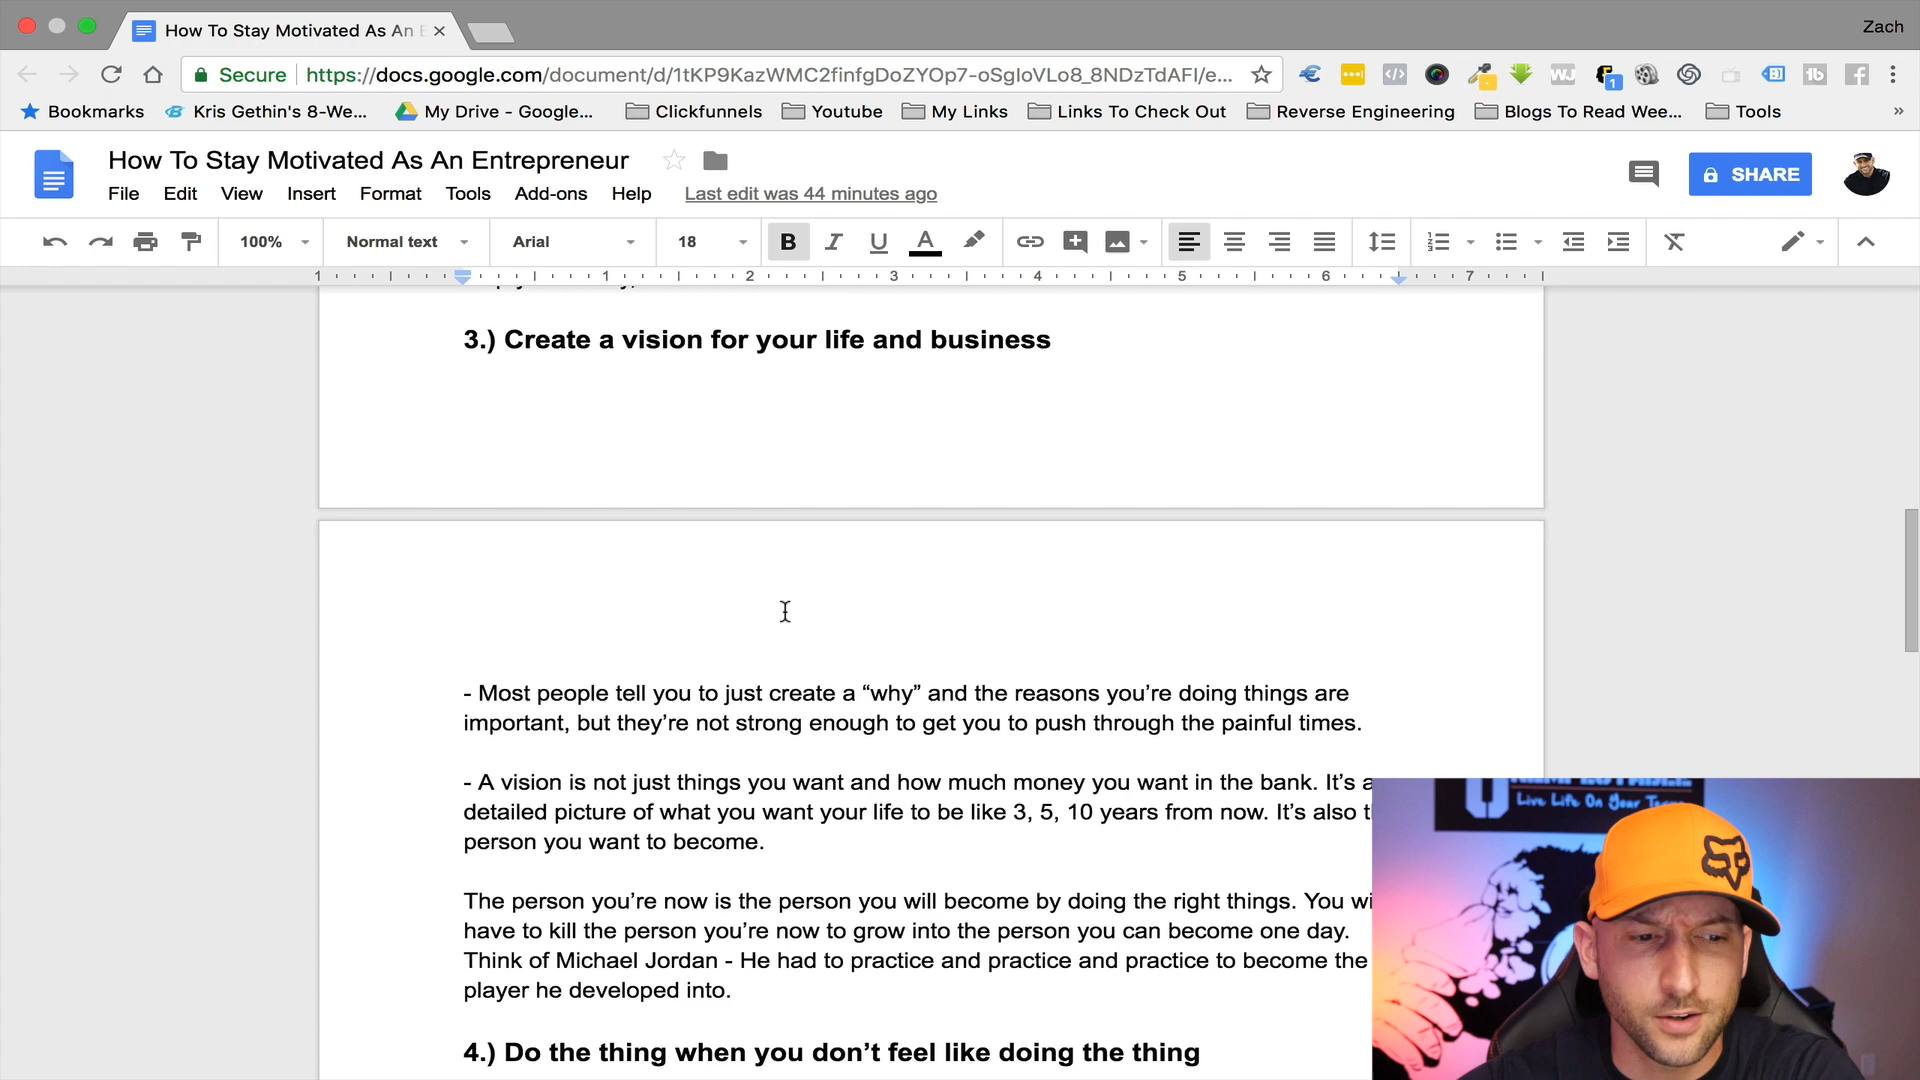 How To Stay Motivated As An E
Zach
Secure
https://docs.google.com/document/d/1tKP9KazWMC2finfgDoZYOp7-oSgIoVLo8_8NDzTdAFI/e...
Bookmarks
Kris Gethin's 8-We...
My Drive - Google...
Clickfunnels
Youtube
My Links
Links To Check Out
Reverse Engineering
Blogs To Read Wee...
Tools
»
How To Stay Motivated As An Entrepreneur
SHARE
File Edit View Insert Format Tools Add-ons Help
Last edit was 44 minutes ago
100% Normal text Arial 18 B I U A
1 1 2 3 4 5 6 7
3.) Create a vision for your life and business
- Most people tell you to just create a “why” and the reasons you’re doing things are
important, but they’re not strong enough to get you to push through the painful times.
- A vision is not just things you want and how much money you want in the bank. It’s a
detailed picture of what you want your life to be like 3, 5, 10 years from now. It’s also
person you want to become.
The person you’re now is the person you will become by doing the right things. You
have to kill the person you’re now to grow into the person you can become one day.
Think of Michael Jordan - He had to practice and practice and practice to become the
player he developed into.
4.) Do the thing when you don’t feel like doing the thing
Live Life On Your Terms